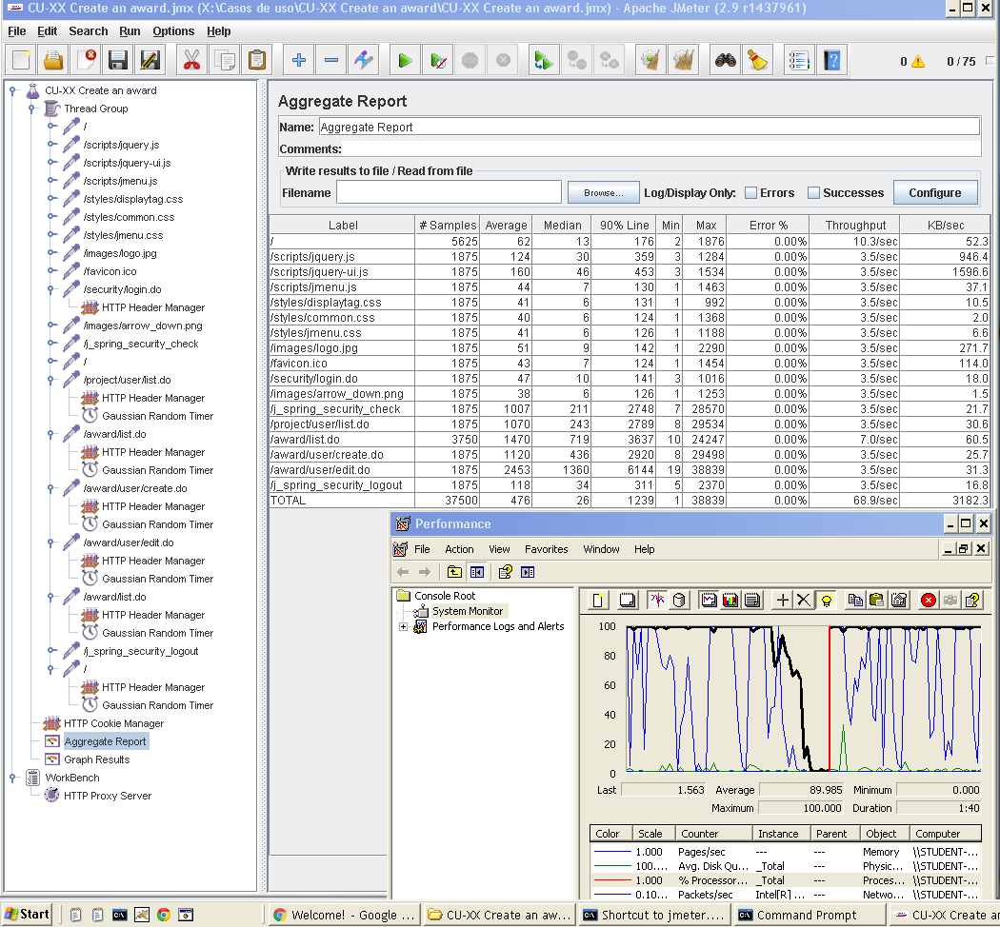 CU-XX Create an award.jmx (X:\Casos de uso\CU-XX Create an award\CU-XX Create an award.jmx) - Apache JMeter (2.9 r1437961)
File Edit Search Run Options Help
0 0 / 75
CU-XX Create an award
Thread Group
/
/scripts/jquery.js
/scripts/jquery-ui.js
/scripts/jmenu.js
/styles/displaytag.css
/styles/common.css
/styles/jmenu.css
/images/logo.jpg
/favicon.ico
/security/login.do
HTTP Header Manager
/images/arrow_down.png
/j_spring_security_check
/
/project/user/list.do
HTTP Header Manager
Gaussian Random Timer
/award/list.do
HTTP Header Manager
Gaussian Random Timer
/award/user/create.do
HTTP Header Manager
Gaussian Random Timer
/award/user/edit.do
HTTP Header Manager
Gaussian Random Timer
/award/list.do
HTTP Header Manager
Gaussian Random Timer
/j_spring_security_logout
/
HTTP Header Manager
Gaussian Random Timer
HTTP Cookie Manager
Aggregate Report
Graph Results
WorkBench
HTTP Proxy Server
Aggregate Report
Name: Aggregate Report
Comments:
Write results to file / Read from file
Filename Browse... Log/Display Only: Errors Successes Configure
Label # Samples Average Median 90% Line Min Max Error % Throughput KB/sec
/ 5625 62 13 176 2 1876 0.00% 10.3/sec 52.3
/scripts/jquery.js 1875 124 30 359 3 1284 0.00% 3.5/sec 946.4
/scripts/jquery-ui.js 1875 160 46 453 3 1534 0.00% 3.5/sec 1596.6
/scripts/jmenu.js 1875 44 7 130 1 1463 0.00% 3.5/sec 37.1
/styles/displaytag.css 1875 41 6 131 1 992 0.00% 3.5/sec 10.5
/styles/common.css 1875 40 6 124 1 1368 0.00% 3.5/sec 2.0
/styles/jmenu.css 1875 41 6 126 1 1188 0.00% 3.5/sec 6.6
/images/logo.jpg 1875 51 9 142 1 2290 0.00% 3.5/sec 271.7
/favicon.ico 1875 43 7 124 1 1454 0.00% 3.5/sec 114.0
/security/login.do 1875 47 10 141 3 1016 0.00% 3.5/sec 18.0
/images/arrow_down.png 1875 38 6 126 1 1253 0.00% 3.5/sec 1.5
/j_spring_security_check 1875 1007 211 2748 7 28570 0.00% 3.5/sec 21.7
/project/user/list.do 1875 1070 243 2789 8 29534 0.00% 3.5/sec 30.6
/award/list.do 3750 1470 719 3637 10 24247 0.00% 7.0/sec 60.5
/award/user/create.do 1875 1120 436 2920 8 29498 0.00% 3.5/sec 25.7
/award/user/edit.do 1875 2453 1360 6144 19 38839 0.00% 3.5/sec 31.3
/j_spring_security_logout 1875 118 34 311 5 2370 0.00% 3.5/sec 16.8
TOTAL 37500 476 26 1239 1 38839 0.00% 68.9/sec 3182.3
Performance
File Action View Favorites Window Help
Console Root
System Monitor
Performance Logs and Alerts
100
80
60
40
20
0
Last 1.563 Average 89.985 Minimum 0.000
Maximum 100.000 Duration 1:40
Color Scale Counter Instance Parent Object Computer
1.000 Pages/sec --- --- Memory \\STUDENT-...
100.... Avg. Disk Qu... _Total --- Physic... \\STUDENT-...
1.000 % Processor... _Total --- Proces... \\STUDENT-...
0.10... Packets/sec Intel[R] ... --- Netwo... \\STUDENT-...
Start Welcome! - Google ... CU-XX Create an aw... Shortcut to jmeter.... Command Prompt CU-XX Create an aw